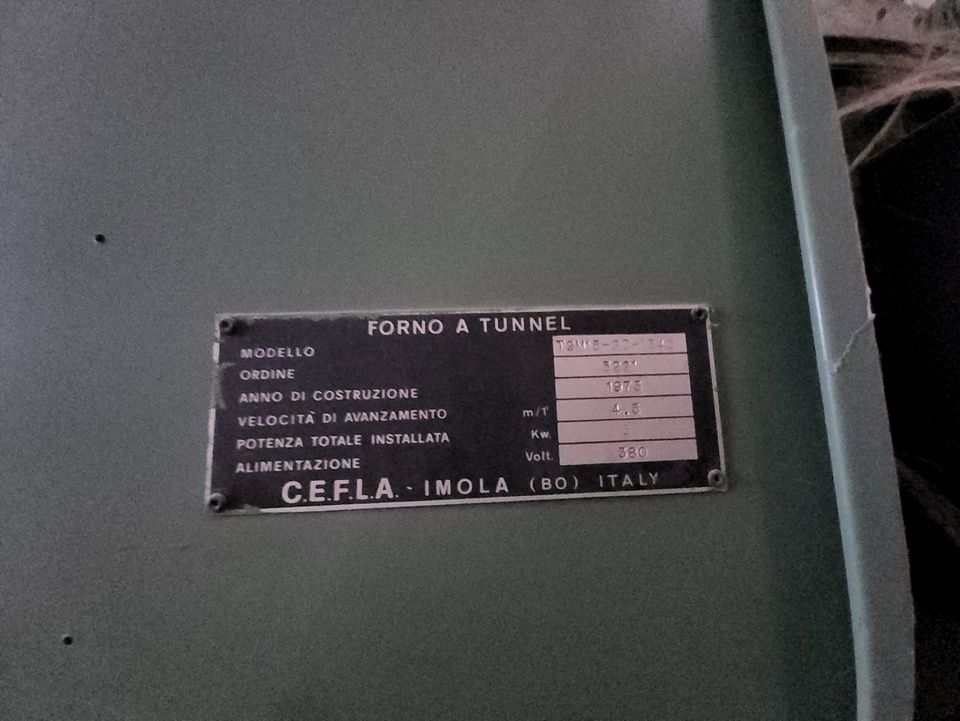 FORNO A TUNNEL
MODELLO
ORDINE 3221
ANNO DI COSTRUZIONE 1973
VELOCITÀ DI AVANZAMENTO m/1' 4,5
POTENZA TOTALE INSTALLATA Kw.
ALIMENTAZIONE Volt. 380
C.E.F.L.A. - IMOLA (BO) ITALY